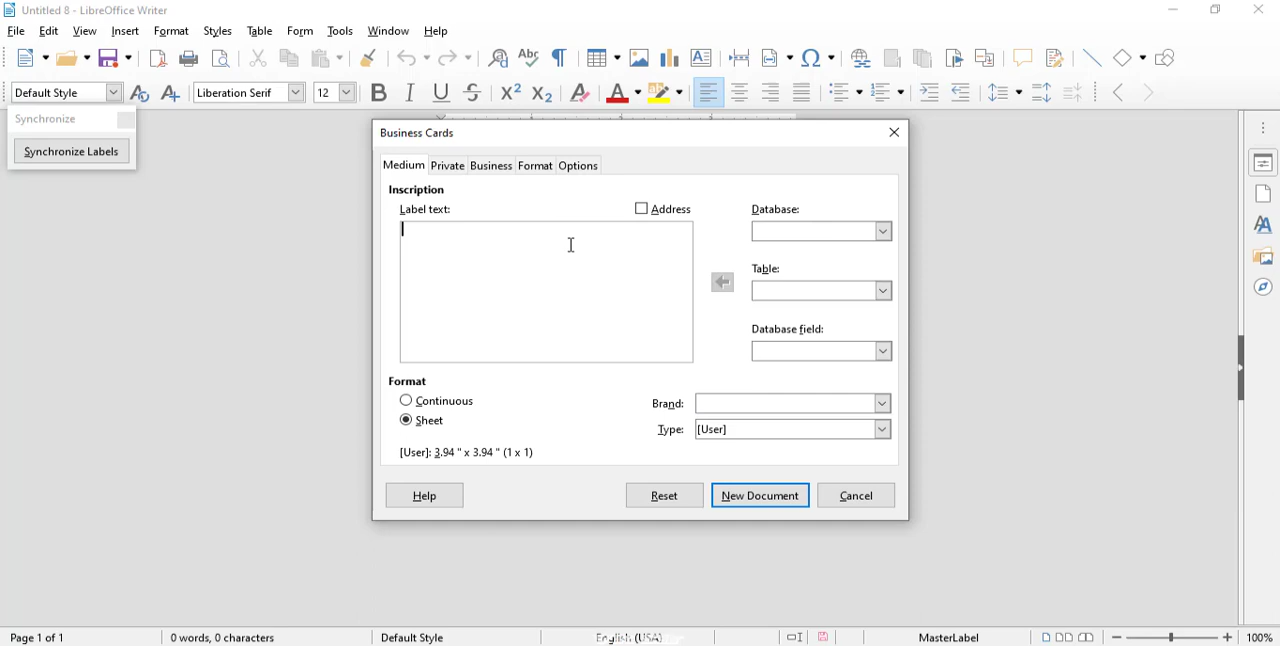 Untitled 8 - LibreOffice Writer
File Edit View Insert Format Styles Table Form Tools Window Help
Default Style Liberation Serif 12
Synchronize
Synchronize Labels
Business Cards
Medium Private Business Format Options
Inscription
Label text: Address Database:
Table:
Database field:
Format
Continuous Brand:
Sheet Type: [User]
[User]: 3.94 " x 3.94 " (1 x 1)
Help Reset New Document Cancel
Page 1 of 1 0 words, 0 characters Default Style English (USA) MasterLabel 100%